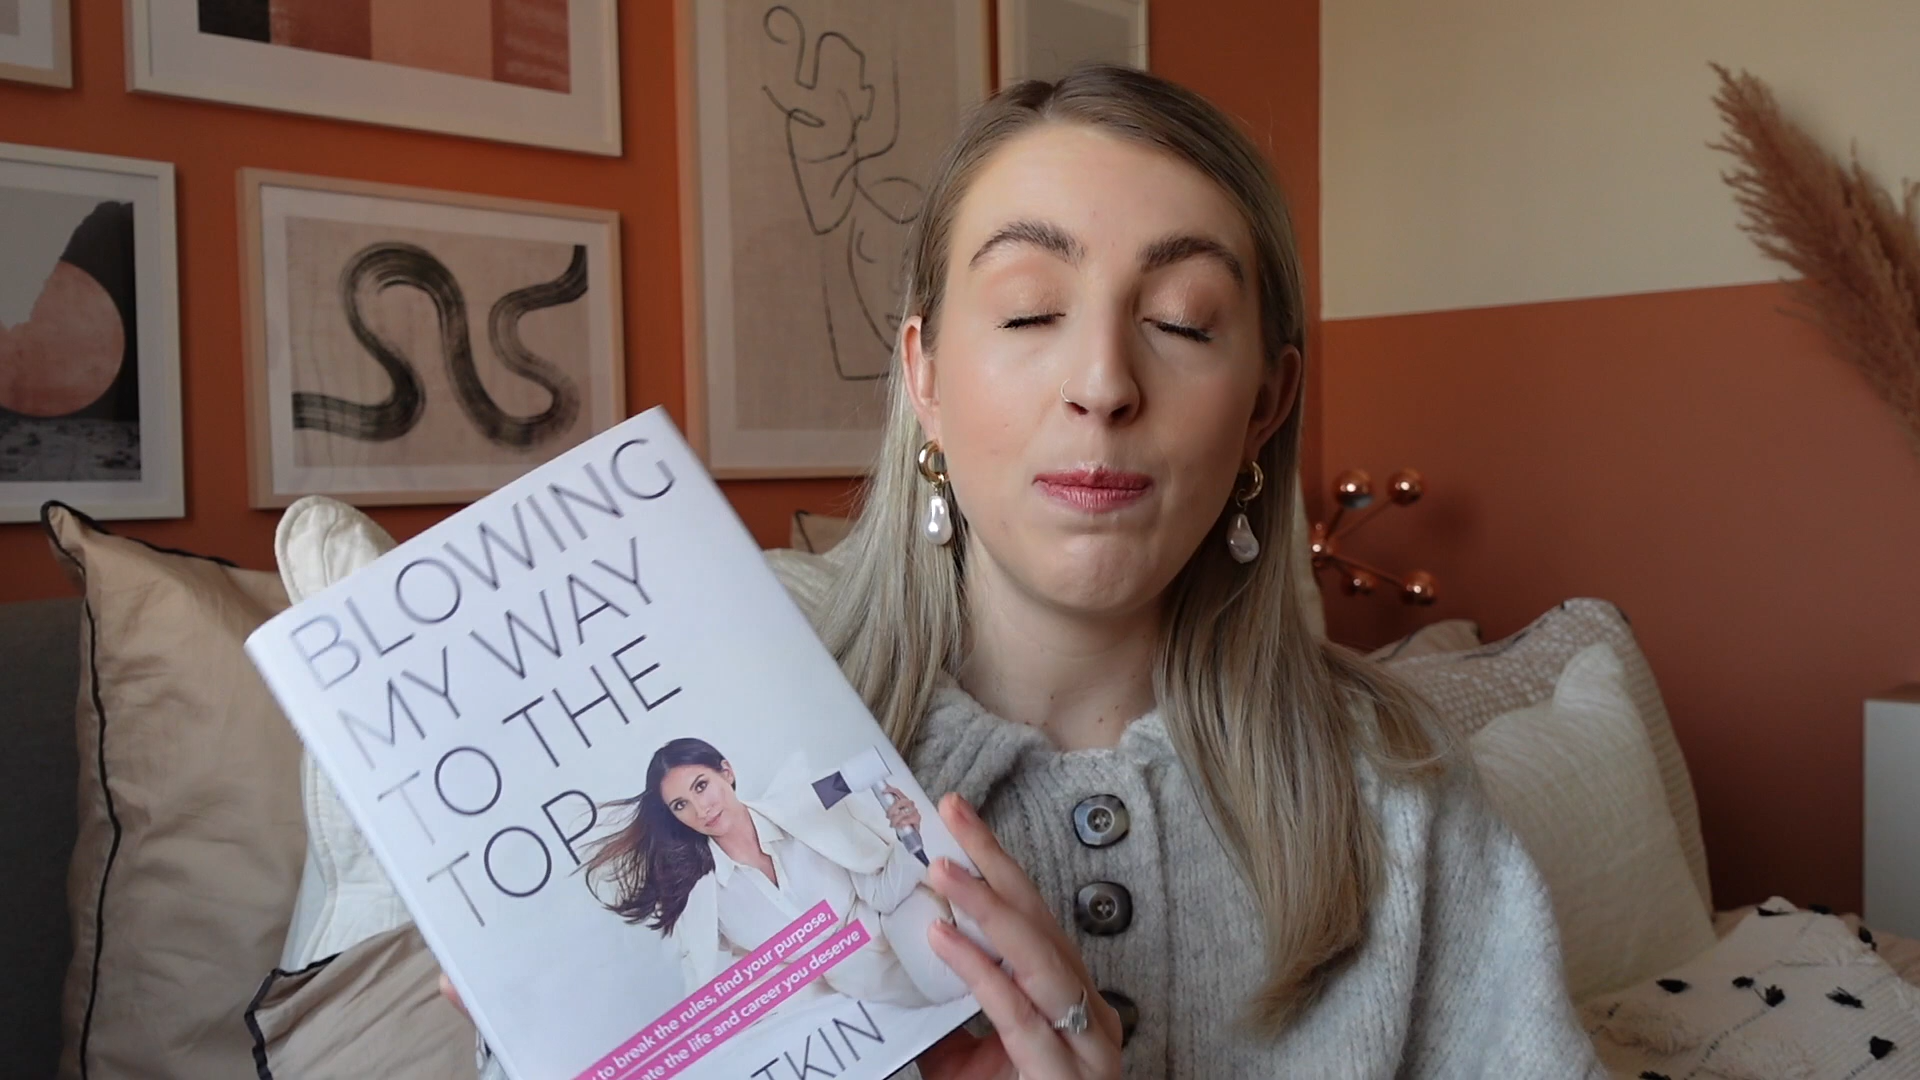 BLOWING
MY WAY
TO THE
TOP
to break the rules, find your purpose,
the life and career you deserve